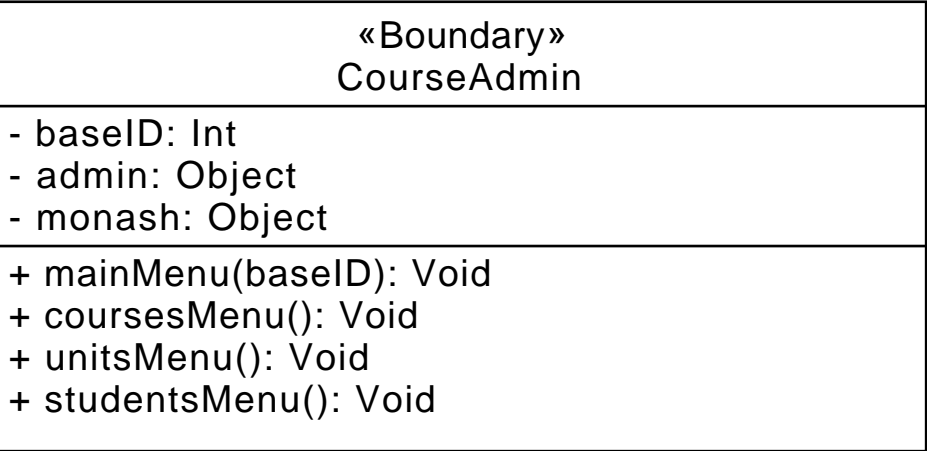 «Boundary»
CourseAdmin
- baseID: Int
- admin: Object
- monash: Object
+ mainMenu(baseID): Void
+ coursesMenu(): Void
+ unitsMenu(): Void
+ studentsMenu(): Void